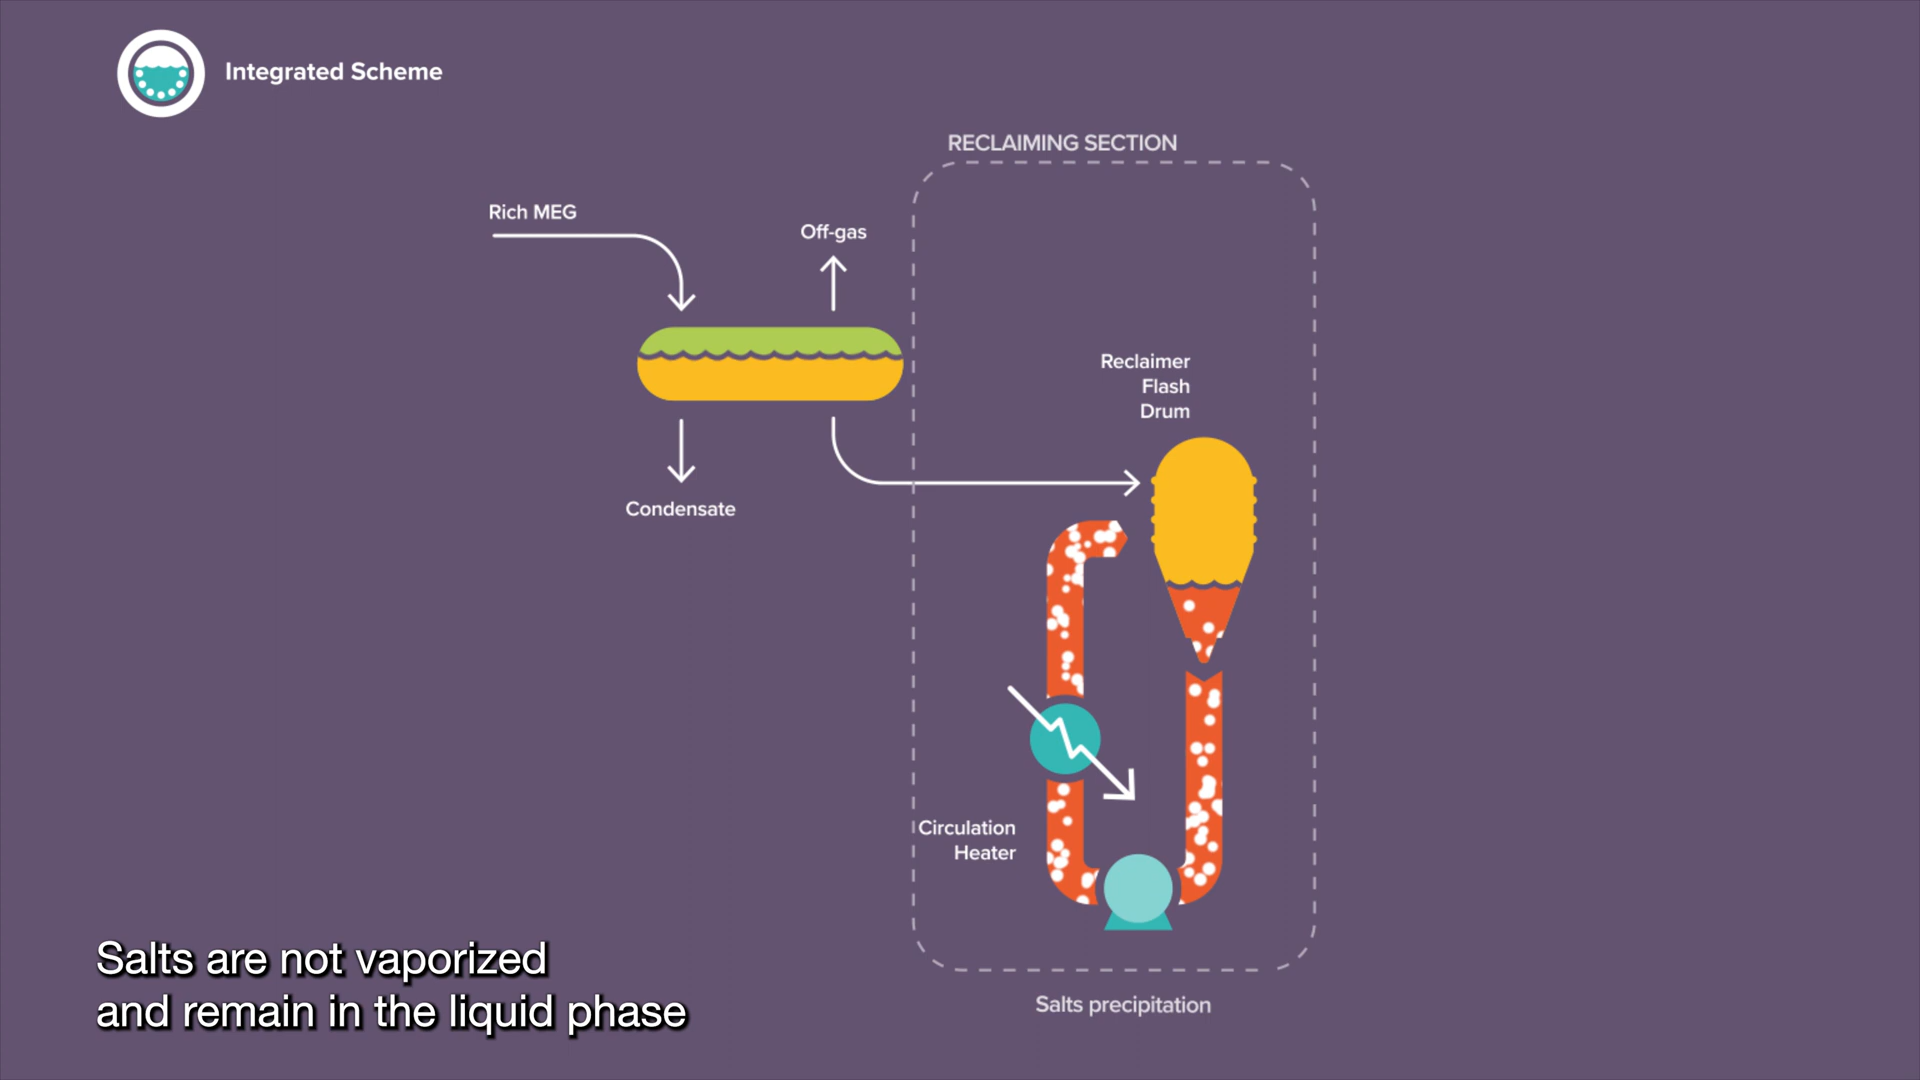 Integrated Scheme
RECLAIMING SECTION
Rich MEG
Off-gas
Reclaimer
Flash
Drum
Condensate
Circulation
Heater
Salts are not vaporized
and remain in the liquid phase
Salts precipitation